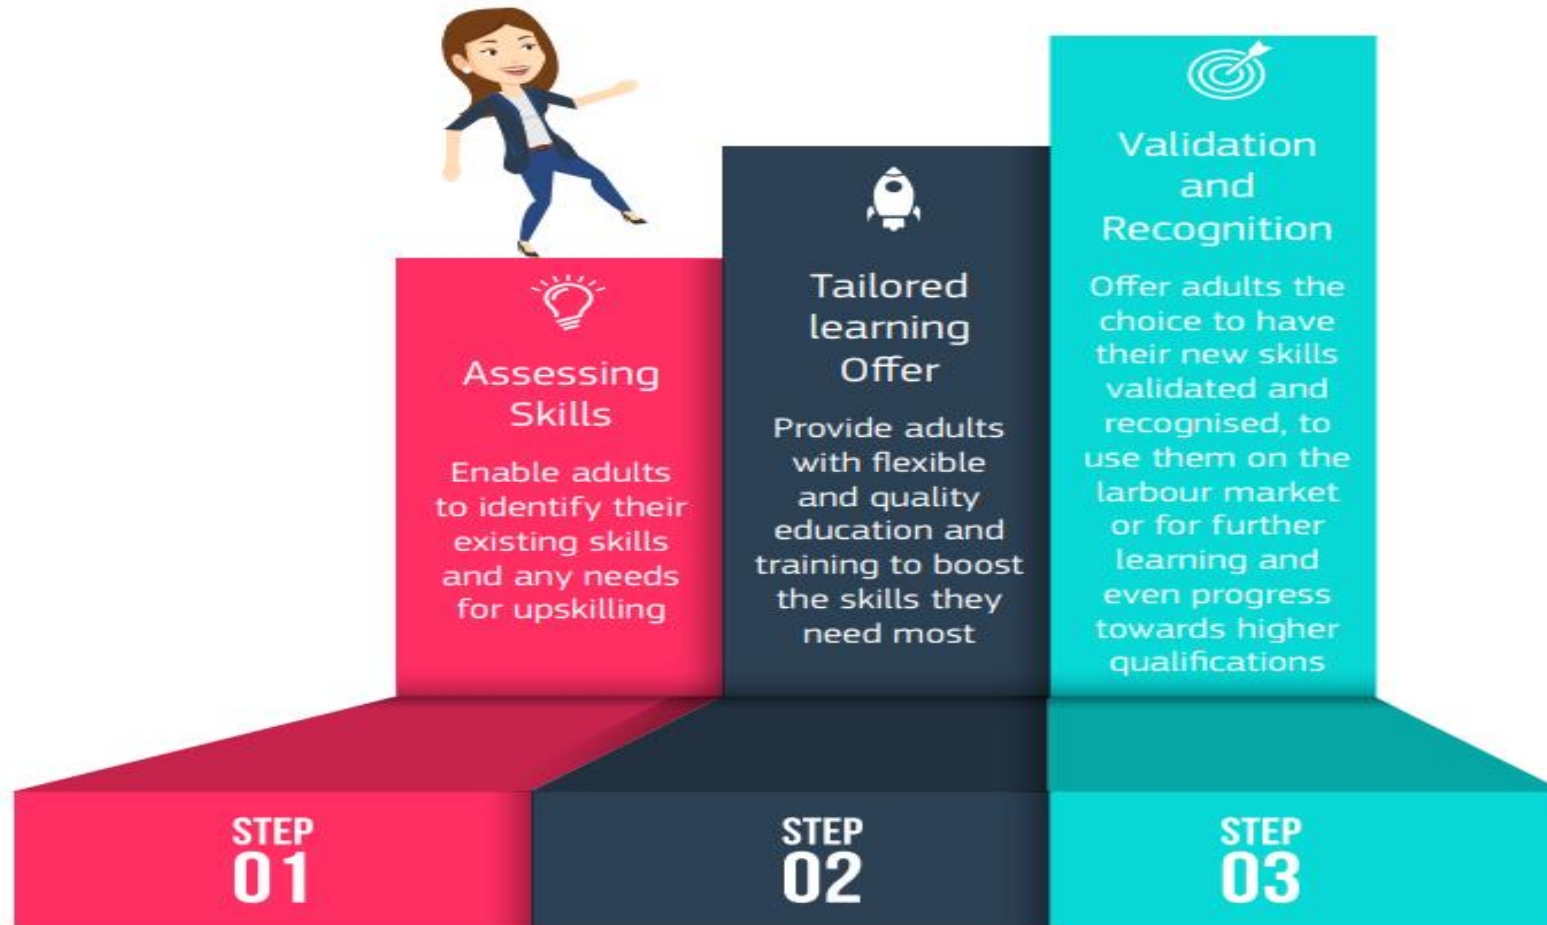 Assessing
Skills
Enable adults
to identify their
existing skills
and any needs
for upskilling
Tailored
learning
Offer
Provide adults
with flexible
and quality
education and
training to boost
the skills they
need most
Validation
and
Recognition
Offer adults the
choice to have
their new skills
validated and
recognised, to
use them on the
larbour market
or for further
learning and
even progress
towards higher
qualifications
STEP
01
STEP
02
STEP
03